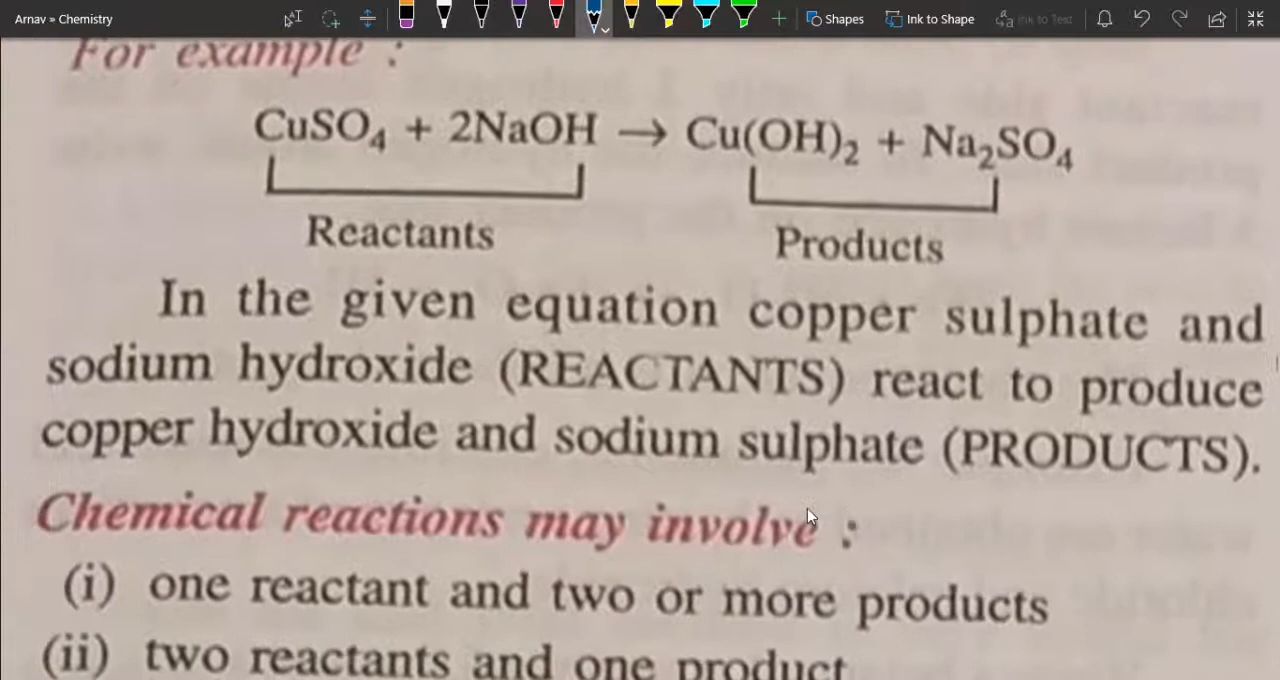 Arnav » Chemistry
Shapes
Ink to Shape
Ink to Text
For example :
CuSO₄ + 2NaOH → Cu(OH)₂ + Na₂SO₄
Reactants
Products
In the given equation copper sulphate and
sodium hydroxide (REACTANTS) react to produce
copper hydroxide and sodium sulphate (PRODUCTS).
Chemical reactions may involve :
(i) one reactant and two or more products
(ii) two reactants and one product